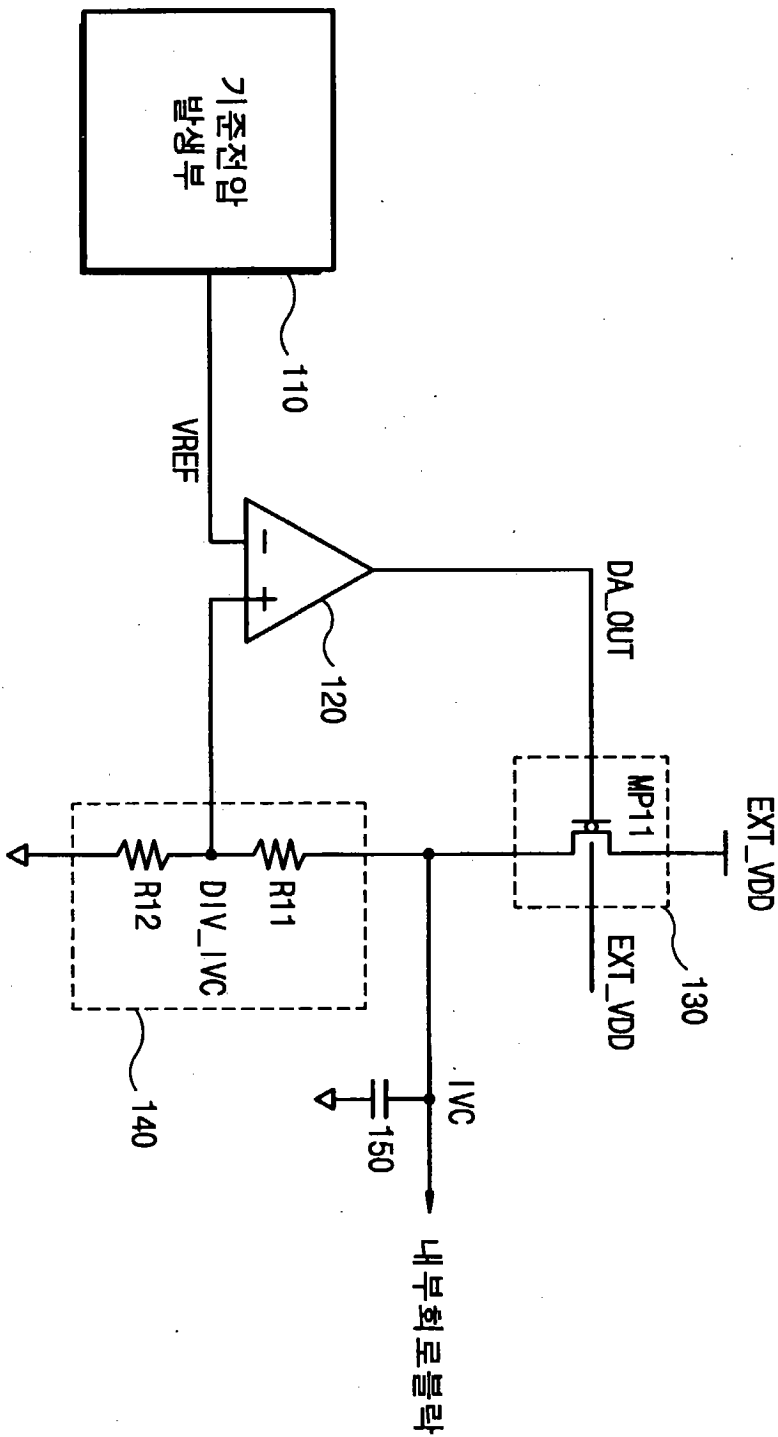 기준전압
발생부
110
VREF
120
DA_OUT
EXT_VDD
MP11
EXT_VDD
130
R11
DIV_IVC
R12
140
IVC
150
내부회로블락
-
+